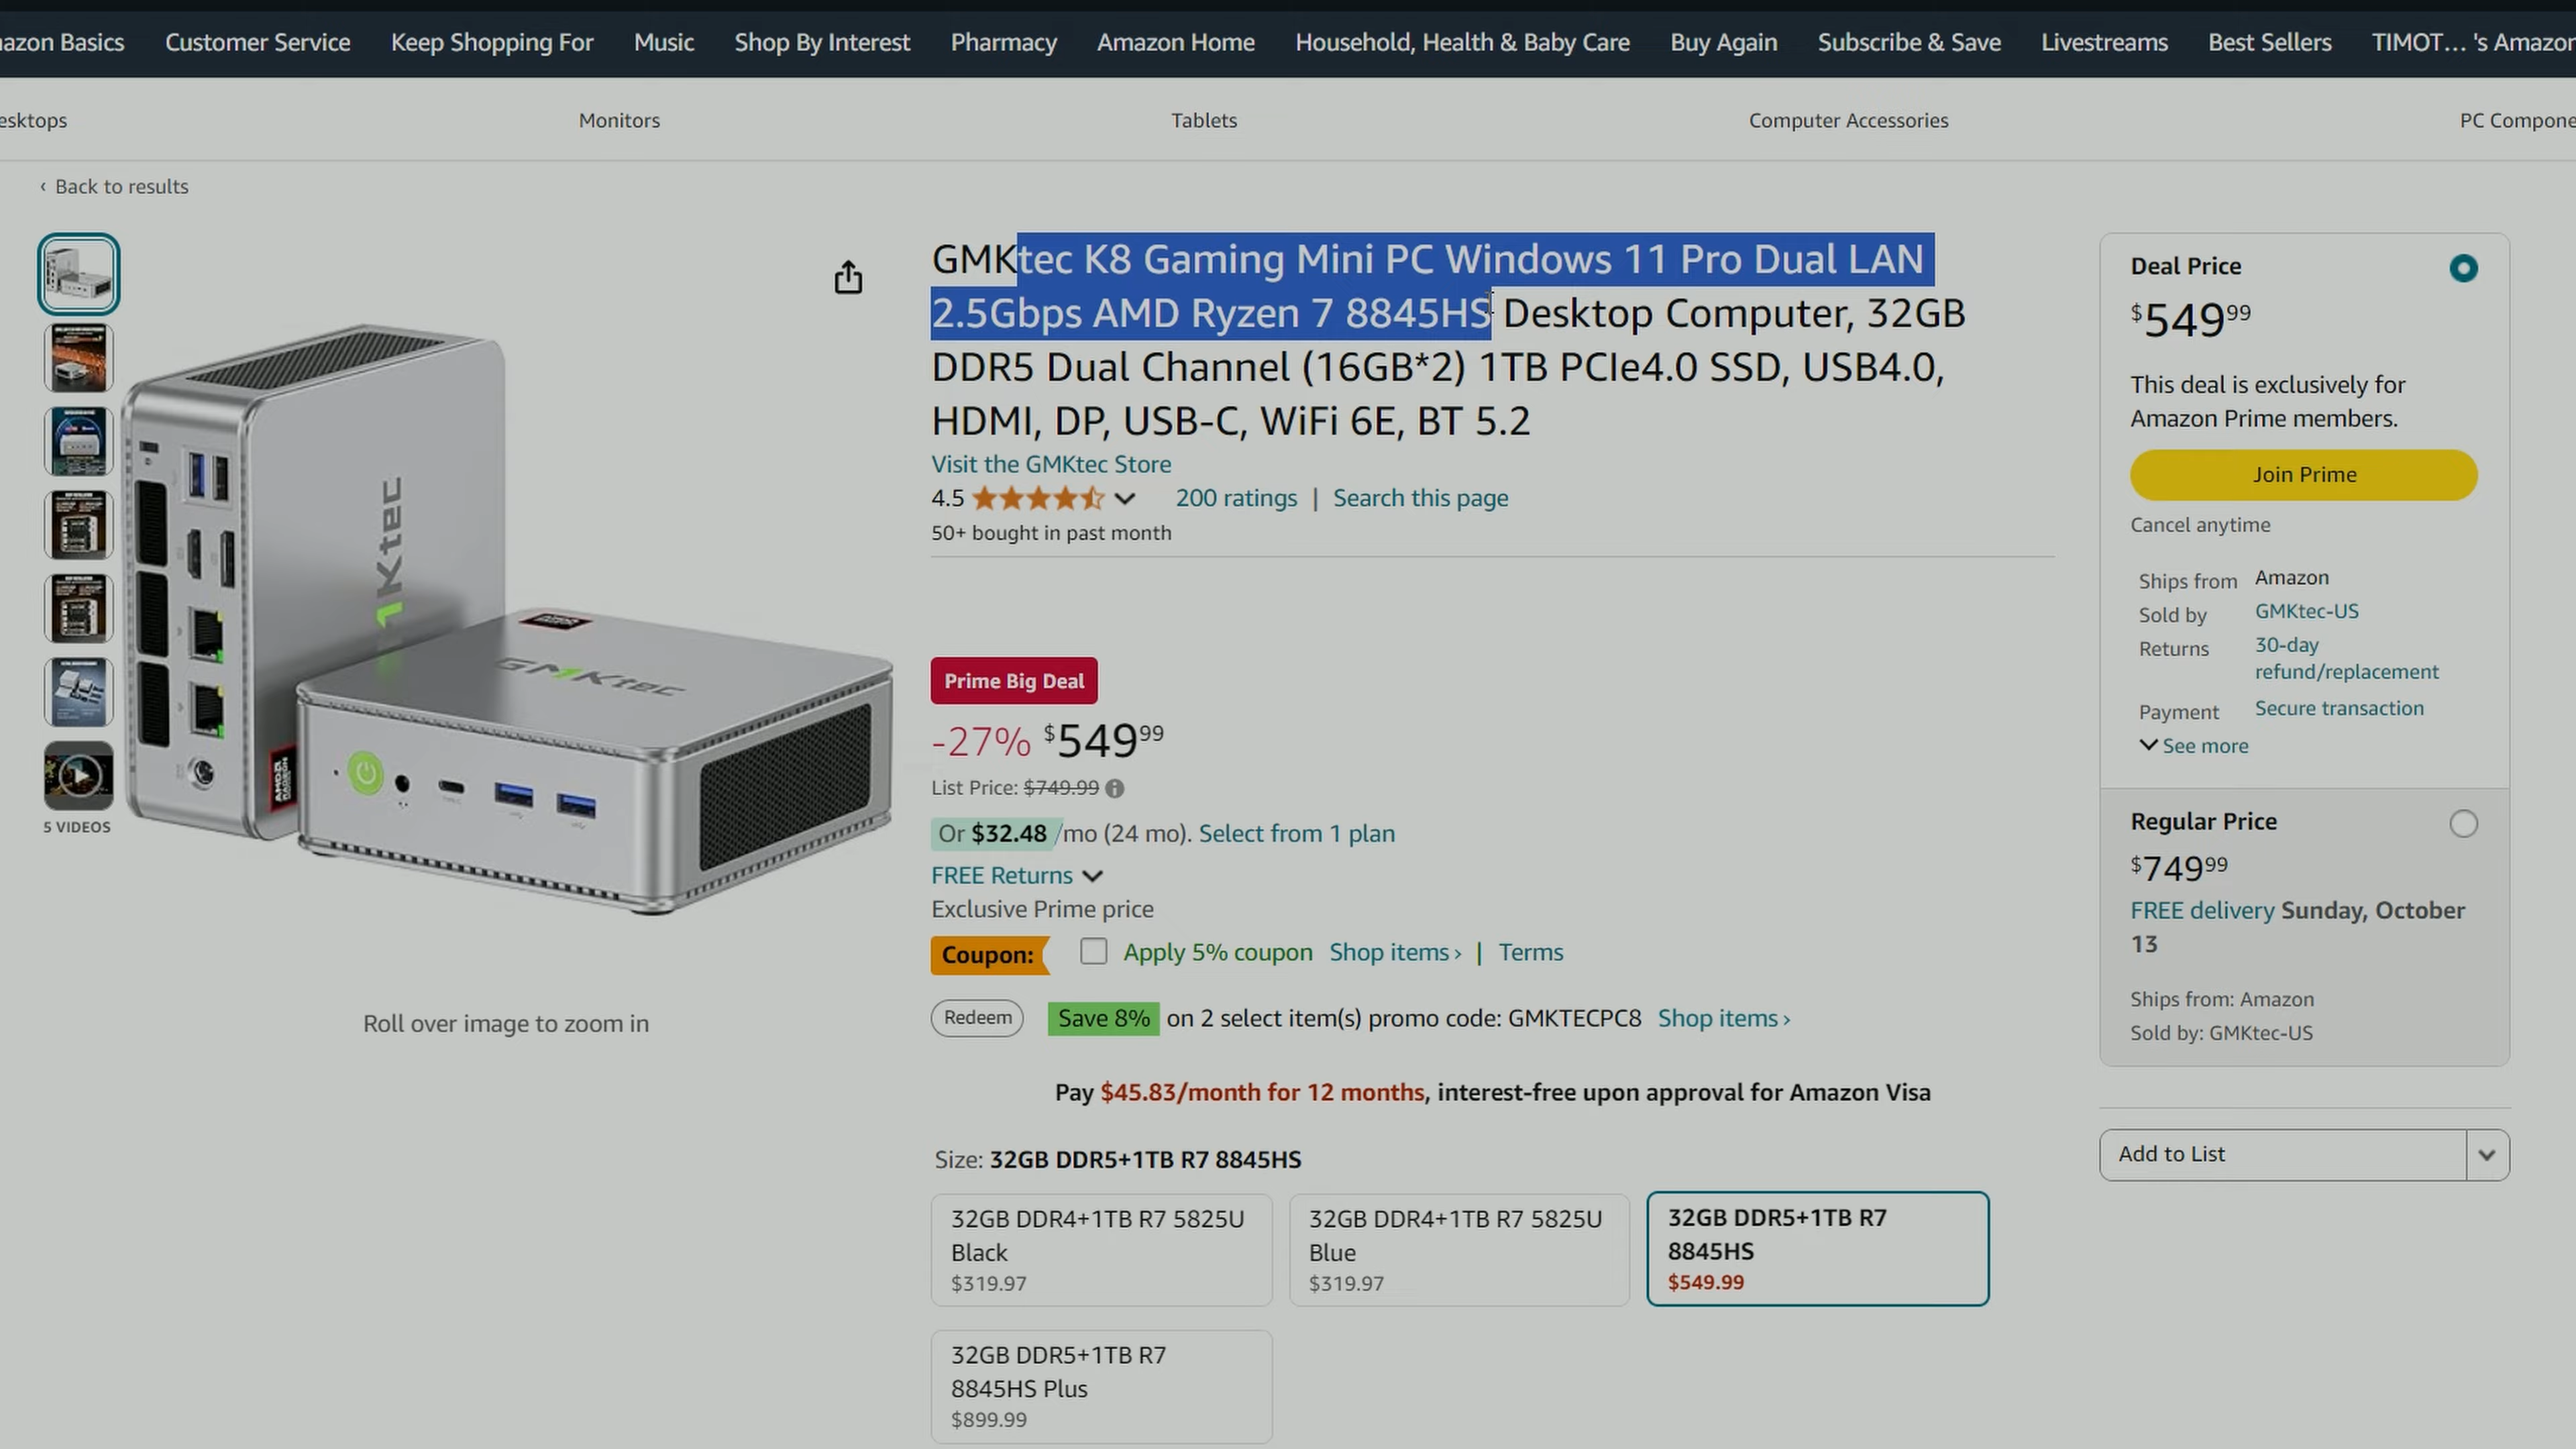 azon Basics Customer Service Keep Shopping For Music Shop By Interest Pharmacy Amazon Home Household, Health & Baby Care Buy Again Subscribe & Save Livestreams Best Sellers TIMOT... 's Amazon
esktops Monitors Tablets Computer Accessories PC Compone
‹ Back to results
GMKtec K8 Gaming Mini PC Windows 11 Pro Dual LAN
2.5Gbps AMD Ryzen 7 8845HS Desktop Computer, 32GB
DDR5 Dual Channel (16GB*2) 1TB PCIe4.0 SSD, USB4.0,
HDMI, DP, USB-C, WiFi 6E, BT 5.2
Visit the GMKtec Store
4.5 200 ratings | Search this page
50+ bought in past month
Prime Big Deal
-27% $549 99
List Price: $749.99
Or $32.48 /mo (24 mo). Select from 1 plan
FREE Returns
Exclusive Prime price
Coupon: Apply 5% coupon Shop items › | Terms
Redeem Save 8% on 2 select item(s) promo code: GMKTECPC8 Shop items ›
Pay $45.83/month for 12 months, interest-free upon approval for Amazon Visa
Size: 32GB DDR5+1TB R7 8845HS
32GB DDR4+1TB R7 5825U
Black
$319.97
32GB DDR4+1TB R7 5825U
Blue
$319.97
32GB DDR5+1TB R7
8845HS
$549.99
32GB DDR5+1TB R7
8845HS Plus
$899.99
5 VIDEOS
GMKtec
Roll over image to zoom in
Deal Price
$549 99
This deal is exclusively for
Amazon Prime members.
Join Prime
Cancel anytime
Ships from Amazon
Sold by GMKtec-US
Returns 30-day
refund/replacement
Payment Secure transaction
See more
Regular Price
$749 99
FREE delivery Sunday, October
13
Ships from: Amazon
Sold by: GMKtec-US
Add to List